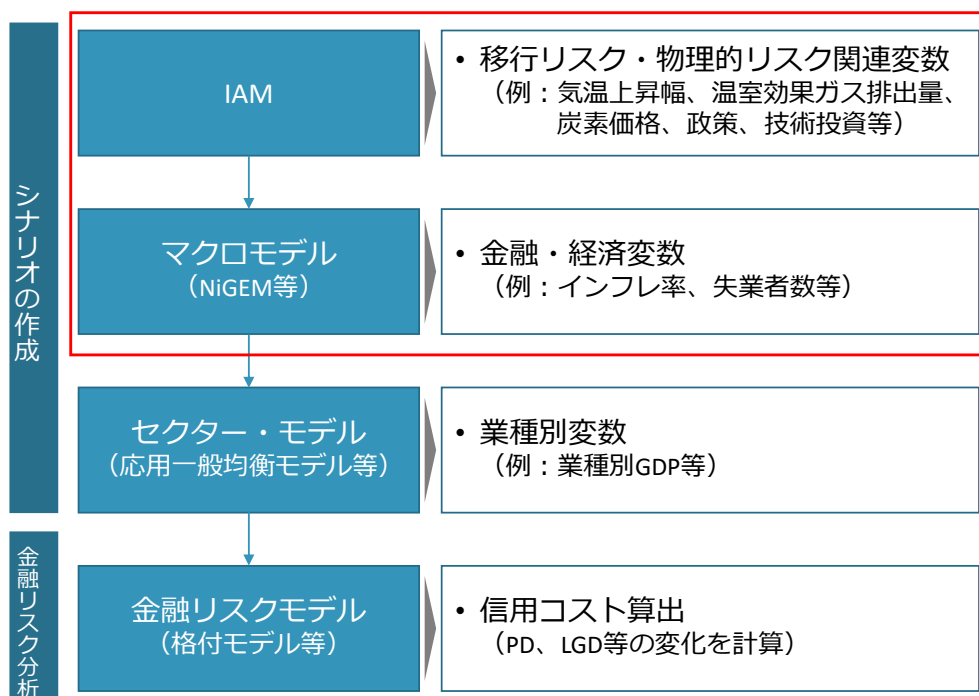 シナリオの作成
IAM
• 移行リスク・物理的リスク関連変数
（例：気温上昇幅、温室効果ガス排出量、
炭素価格、政策、技術投資等）
マクロモデル
（NiGEM等）
• 金融・経済変数
（例：インフレ率、失業者数等）
セクター・モデル
（応用一般均衡モデル等）
• 業種別変数
（例：業種別GDP等）
金融リスク分析
金融リスクモデル
（格付モデル等）
• 信用コスト算出
（PD、LGD等の変化を計算）